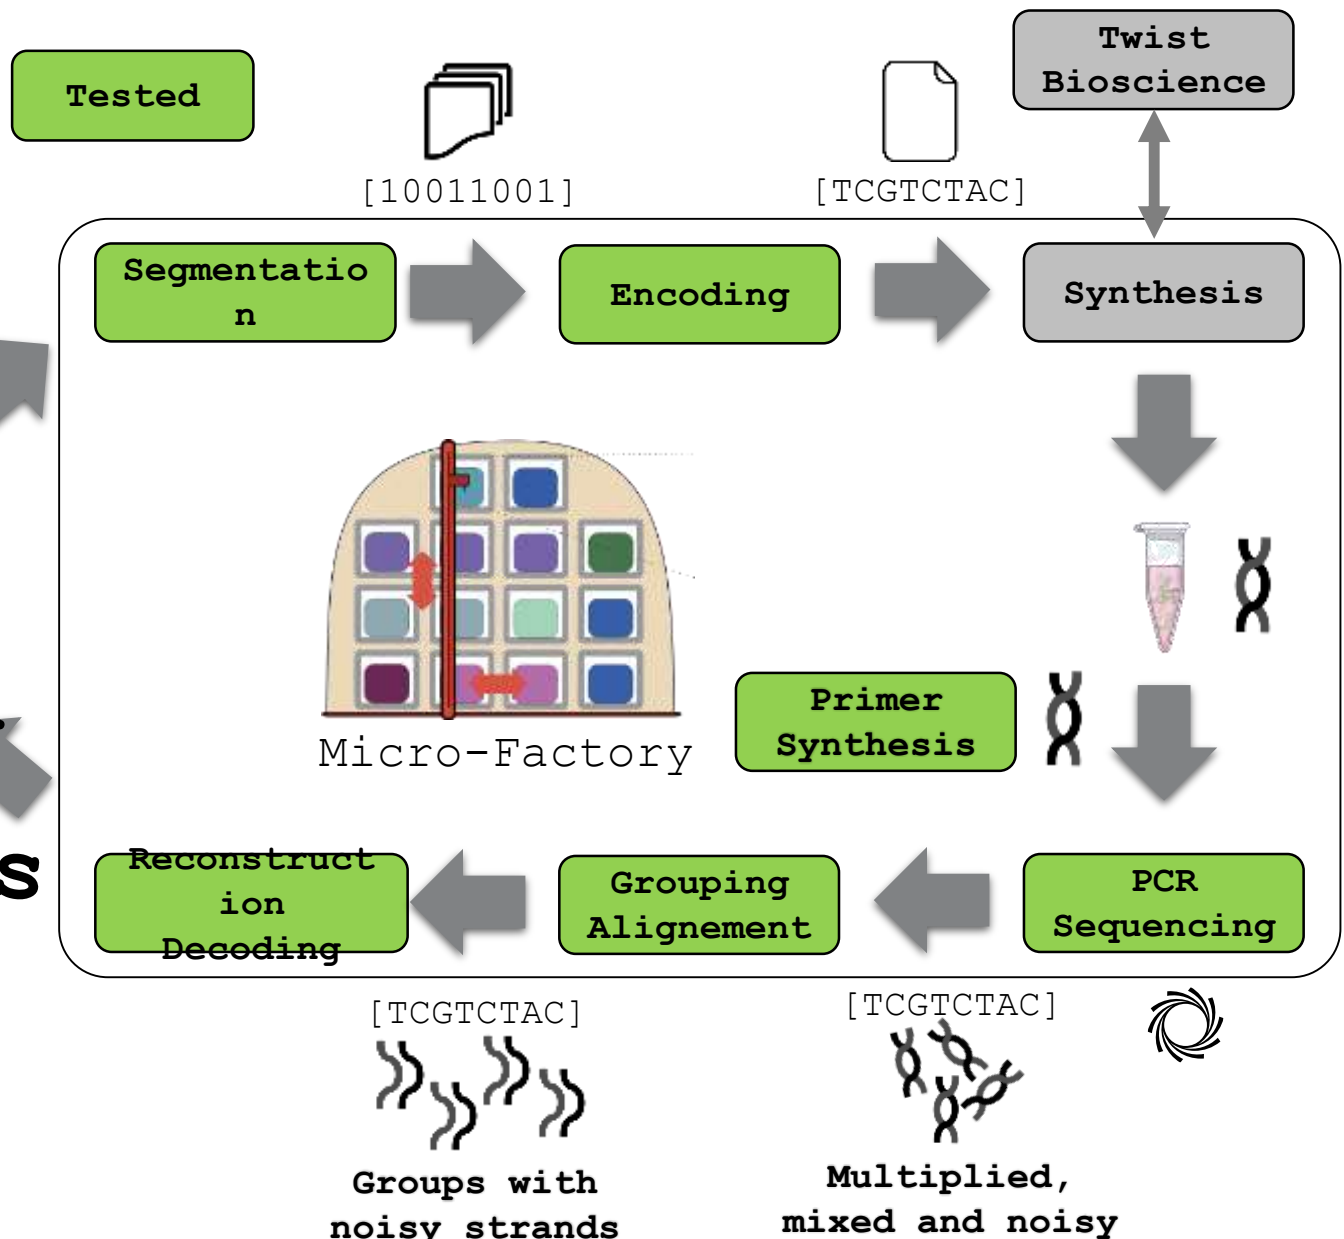 Tested
Twist
Bioscience
[10011001]
[TCGTCTAC]
Segmentatio
n
Encoding
Synthesis
Micro-Factory
Primer
Synthesis
s
Reconstruct
ion
Decoding
Grouping
Alignement
PCR
Sequencing
[TCGTCTAC]
[TCGTCTAC]
Groups with
noisy strands
Multiplied,
mixed and noisy